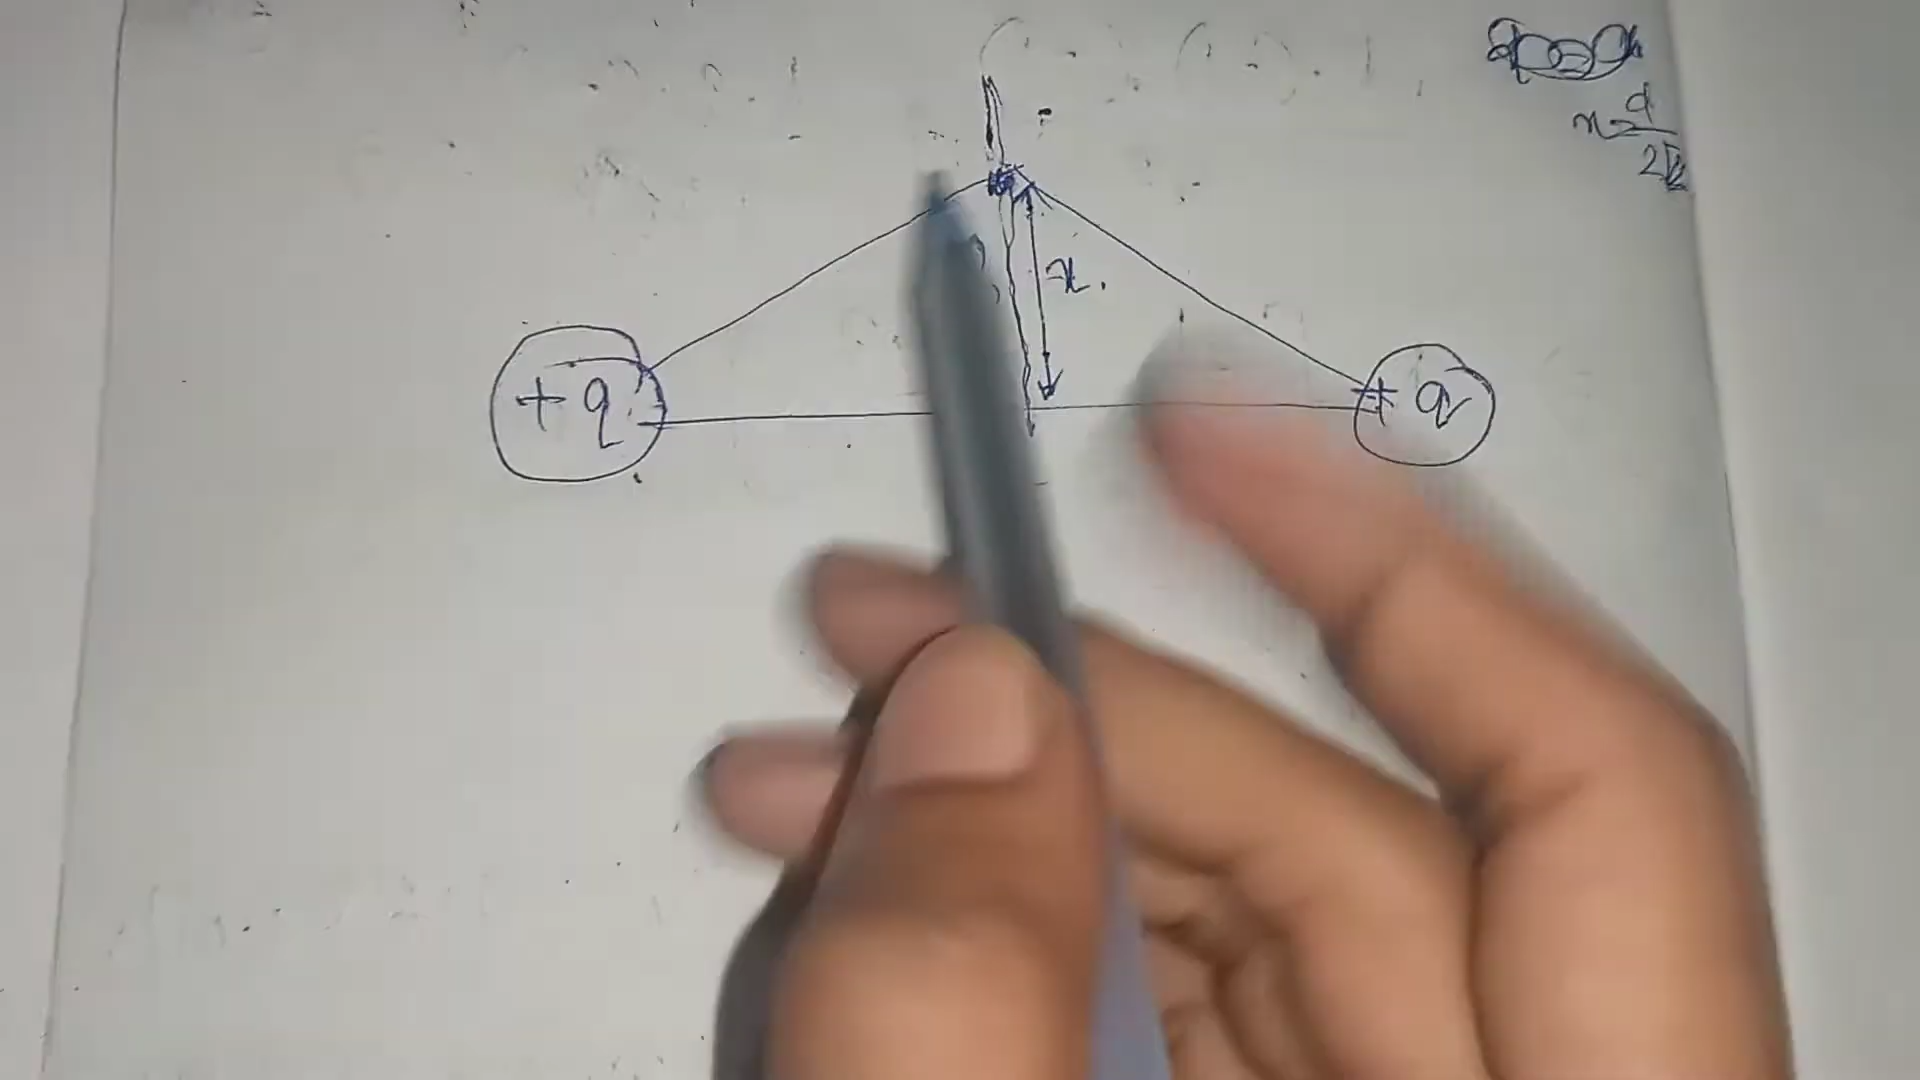 x = d / 2√2
x.
+ q
+ q